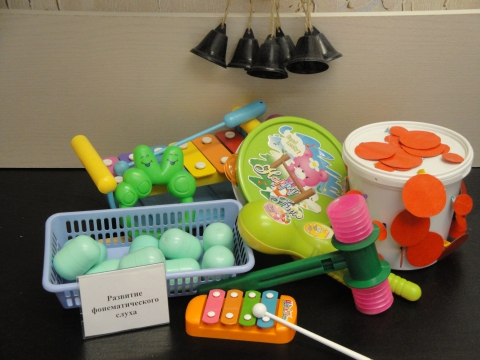 Развитие
фонематического
слуха